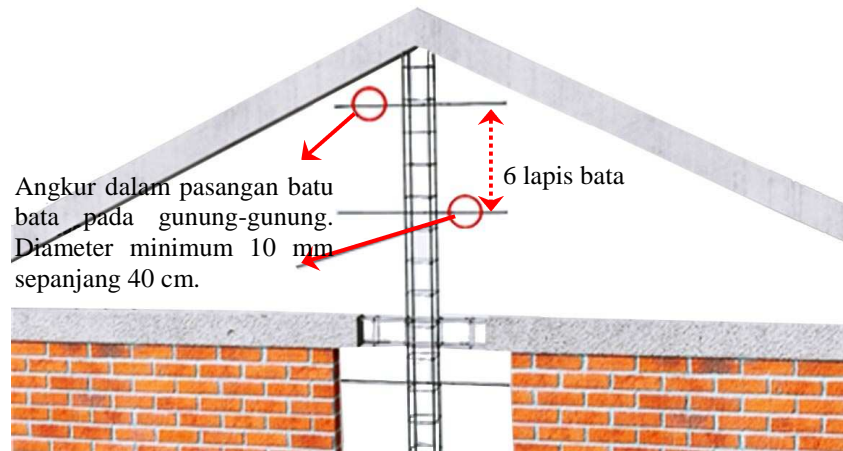 6 lapis bata
Angkur dalam pasangan batu
bata pada gunung-gunung.
Diameter minimum 10 mm
sepanjang 40 cm.